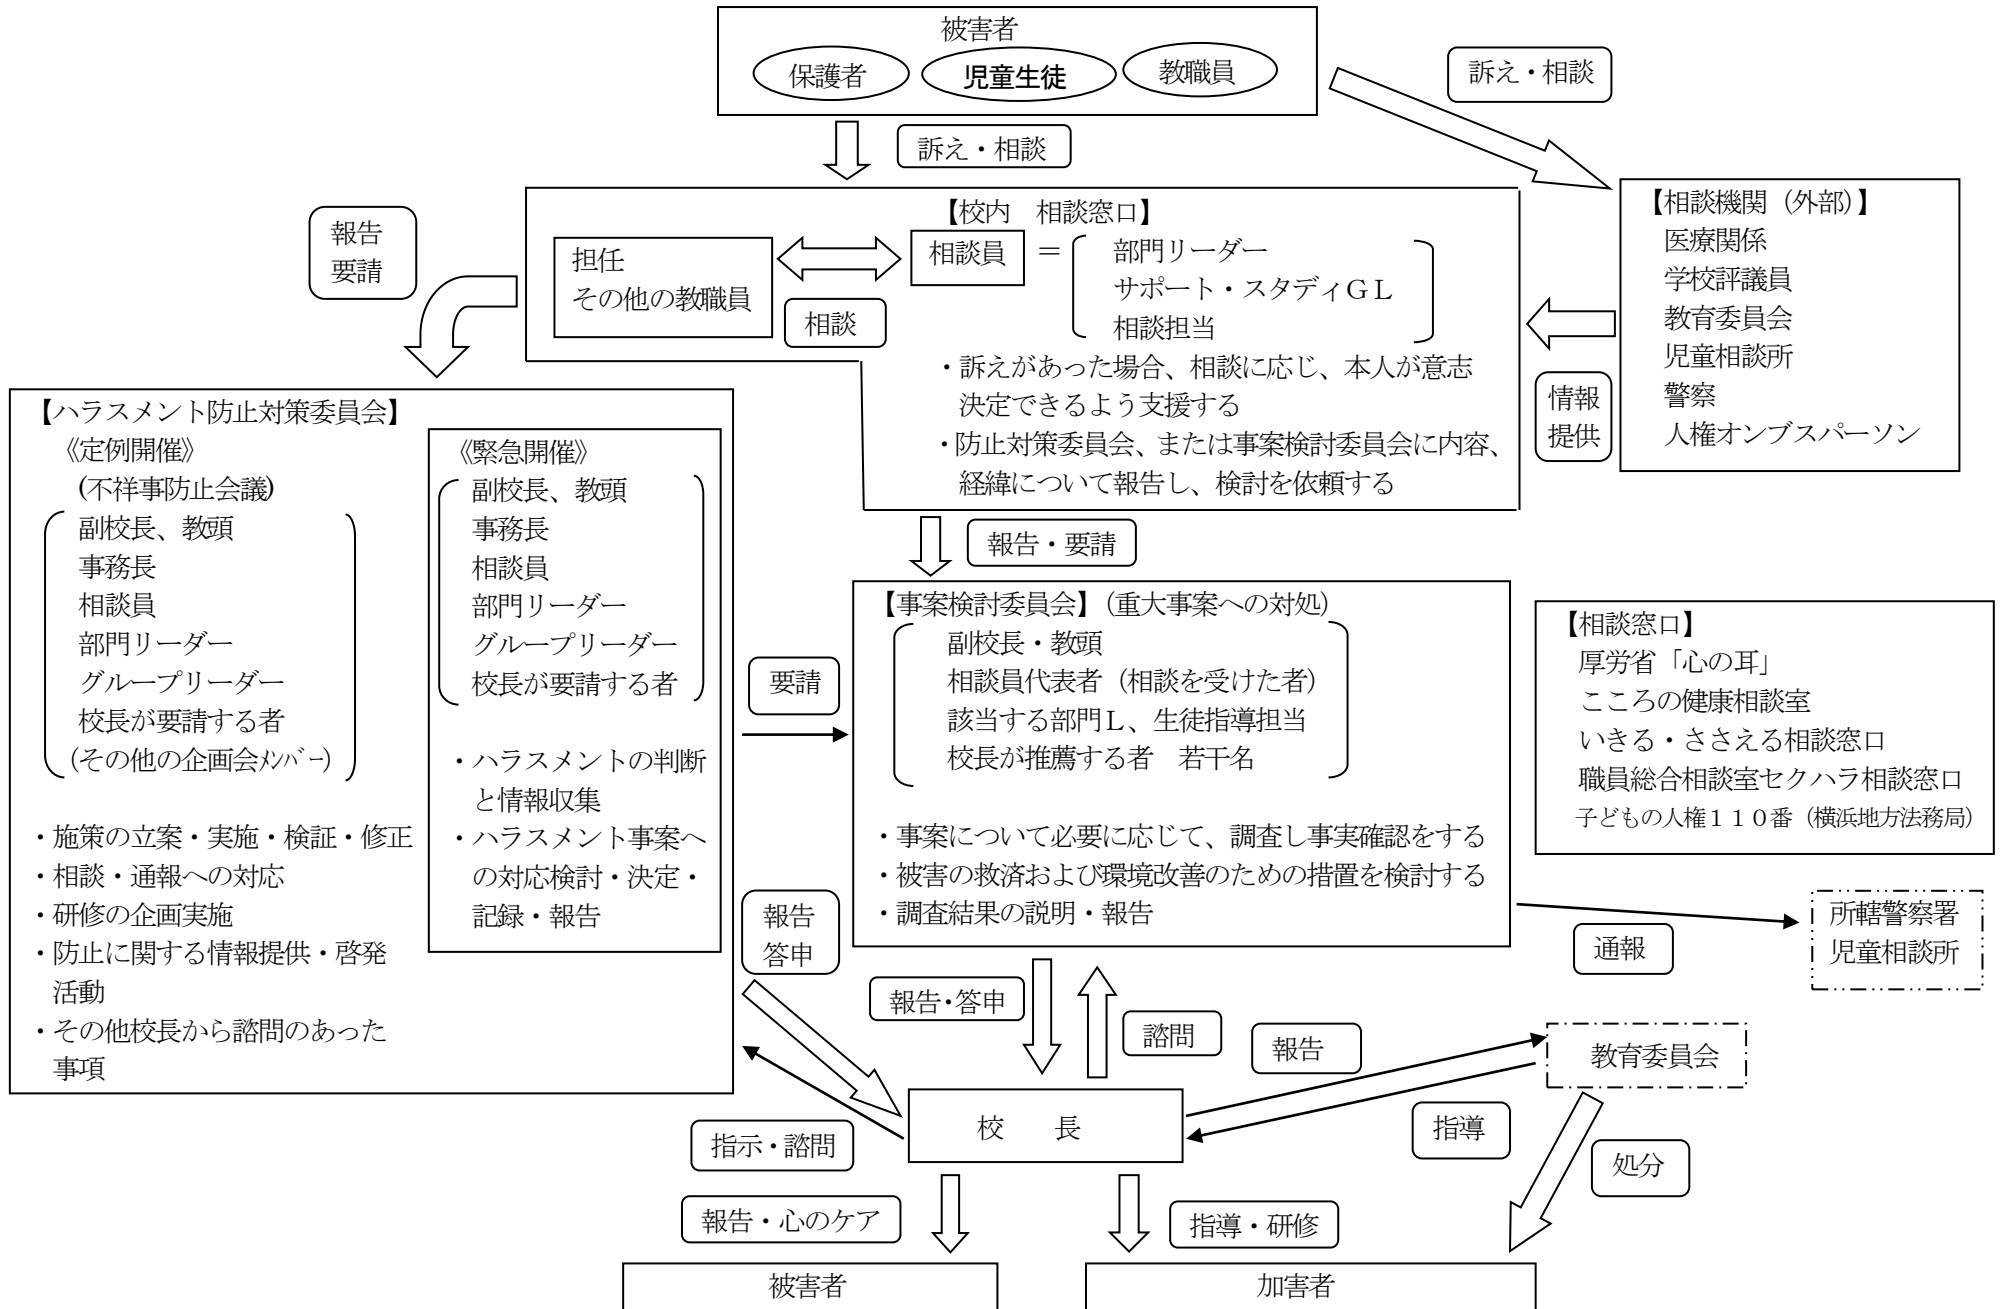 被害者
保護者
児童生徒
教職員
訴え・相談
訴え・相談
【校内　相談窓口】
担任
その他の教職員
相談
相談員
＝
部門リーダー
サポート・スタディＧＬ
相談担当
・訴えがあった場合、相談に応じ、本人が意志
決定できるよう支援する
・防止対策委員会、または事案検討委員会に内容、
経緯について報告し、検討を依頼する
【相談機関（外部）】
医療関係
学校評議員
教育委員会
児童相談所
警察
人権オンブスパーソン
情報
提供
報告
要請
【ハラスメント防止対策委員会】
《定例開催》
(不祥事防止会議)
副校長、教頭
事務長
相談員
部門リーダー
グループリーダー
校長が要請する者
（その他の企画会ﾒﾝﾊﾞｰ）
・施策の立案・実施・検証・修正
・相談・通報への対応
・研修の企画実施
・防止に関する情報提供・啓発
活動
・その他校長から諮問のあった
事項
《緊急開催》
副校長、教頭
事務長
相談員
部門リーダー
グループリーダー
校長が要請する者
・ハラスメントの判断
と情報収集
・ハラスメント事案へ
の対応検討・決定・
記録・報告
報告・要請
要請
【事案検討委員会】（重大事案への対処）
副校長・教頭
相談員代表者（相談を受けた者）
該当する部門Ｌ、生徒指導担当
校長が推薦する者　若干名
・事案について必要に応じて、調査し事実確認をする
・被害の救済および環境改善のための措置を検討する
・調査結果の説明・報告
【相談窓口】
厚労省「心の耳」
こころの健康相談室
いきる・ささえる相談窓口
職員総合相談室セクハラ相談窓口
子どもの人権１１０番（横浜地方法務局）
通報
所轄警察署
児童相談所
報告
答申
報告・答申
諮問
報告
教育委員会
指導
処分
指示・諮問
校　　長
報告・心のケア
指導・研修
被害者
加害者